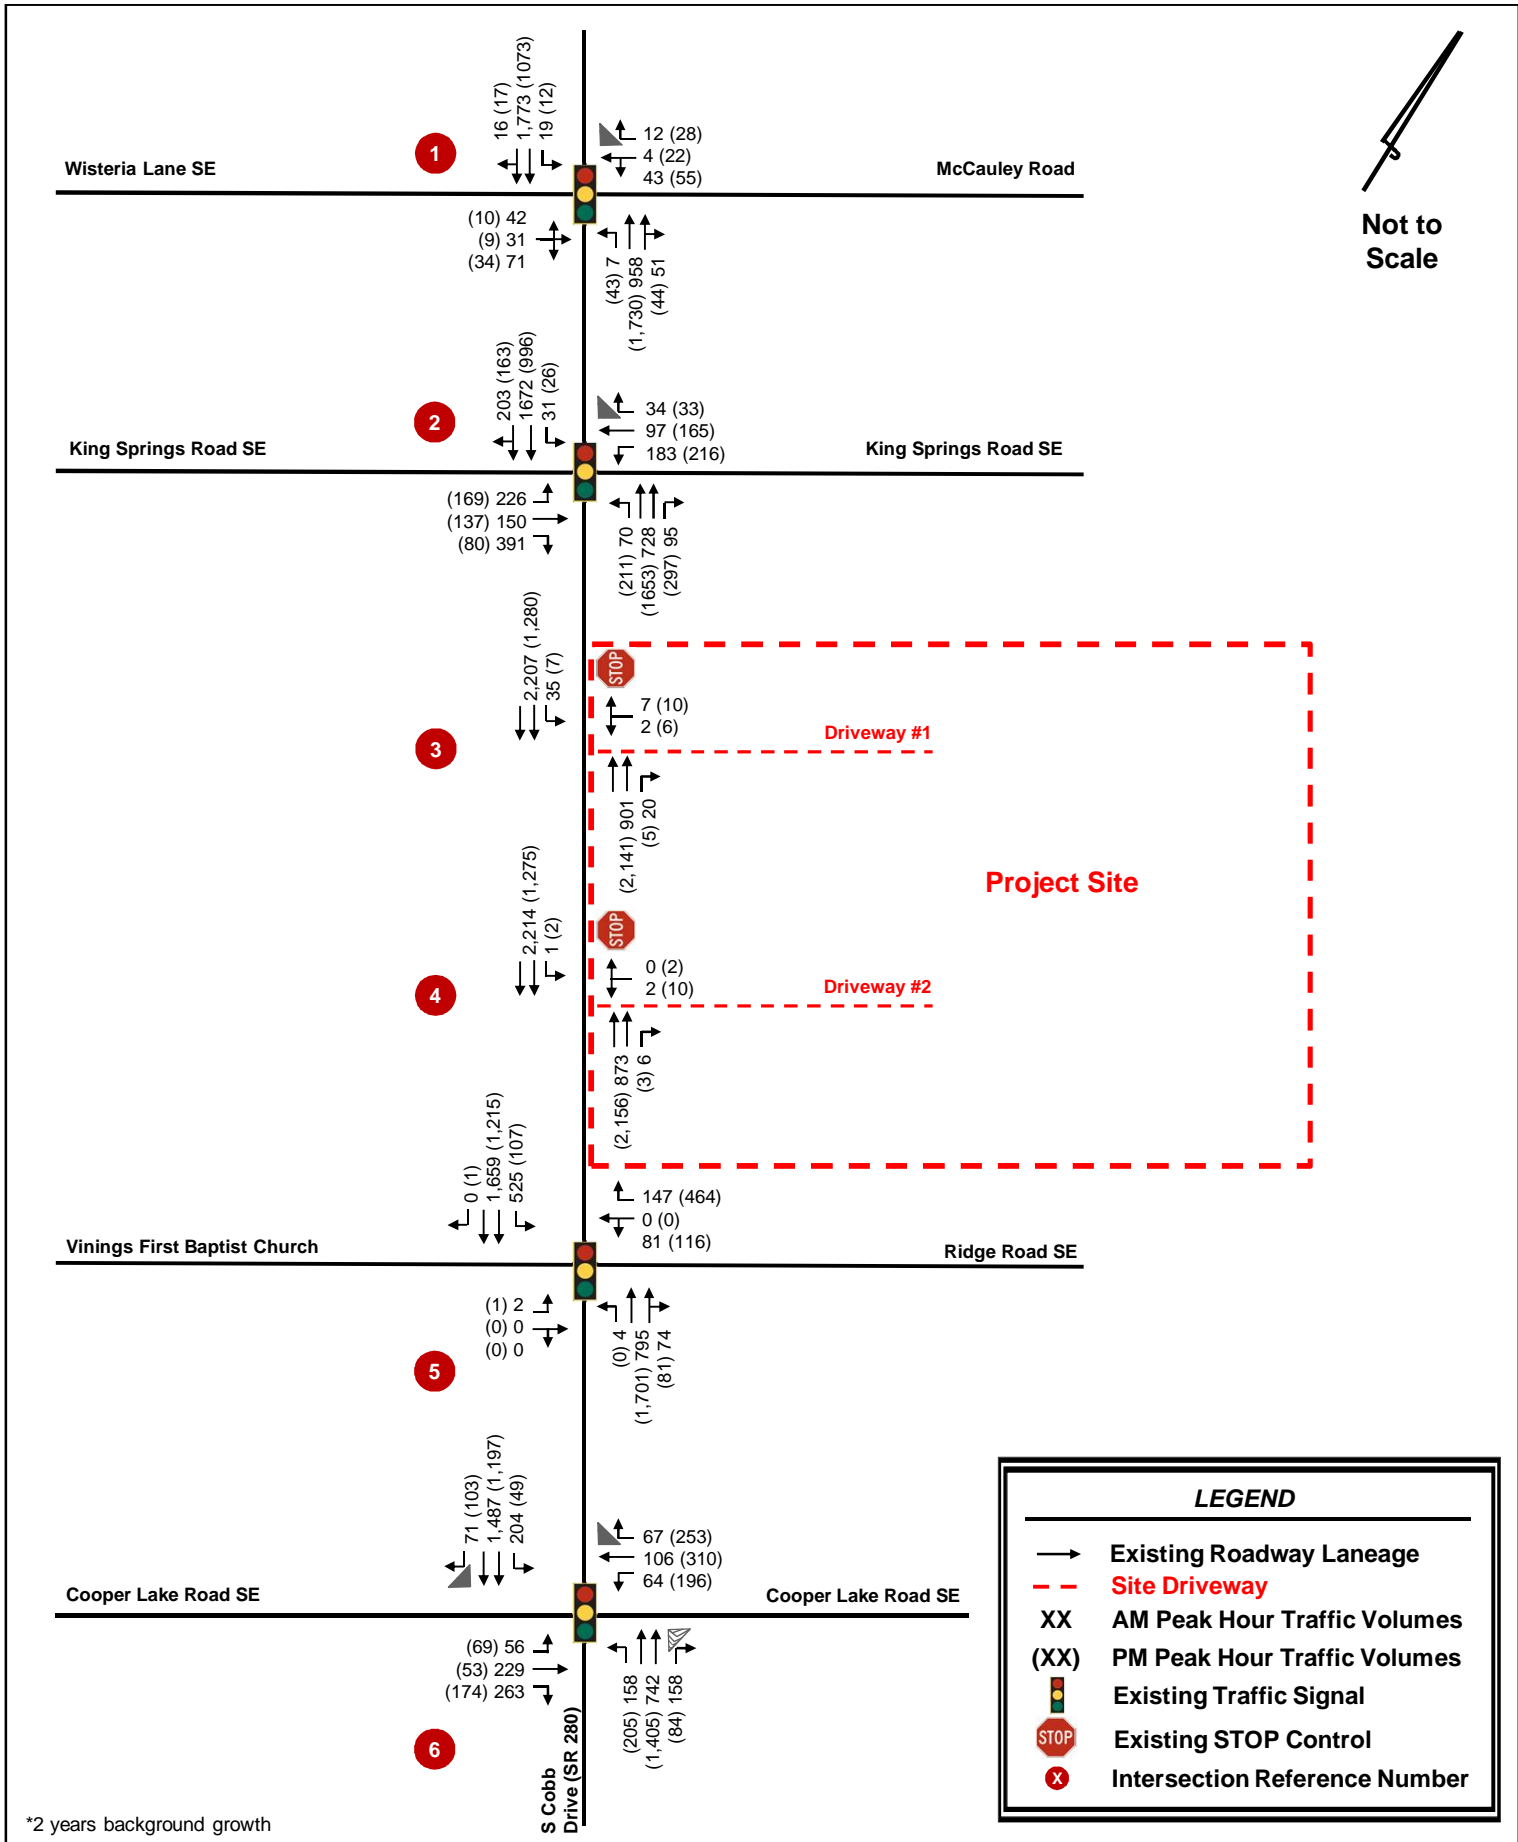 16 (17)
1,773 (1073)
19 (12)
12 (28)
4 (22)
43 (55)
1
Wisteria Lane SE
McCauley Road
(10) 42
(9) 31
(34) 71
(43) 7
(1,730) 958
(44) 51
Not to
Scale
203 (163)
1672 (996)
31 (26)
34 (33)
97 (165)
183 (216)
2
King Springs Road SE
King Springs Road SE
(169) 226
(137) 150
(80) 391
(211) 70
(1653) 728
(297) 95
2,207 (1,280)
35 (7)
STOP
7 (10)
2 (6)
3
Driveway #1
(2,141) 901
(5) 20
Project Site
2,214 (1,275)
1 (2)
STOP
0 (2)
2 (10)
4
Driveway #2
(2,156) 873
(3) 6
0 (1)
1,659 (1,215)
525 (107)
147 (464)
0 (0)
81 (116)
Vinings First Baptist Church
Ridge Road SE
(1) 2
(0) 0
(0) 0
(0) 4
(1,701) 795
(81) 74
5
71 (103)
1,487 (1,197)
204 (49)
67 (253)
106 (310)
64 (196)
Cooper Lake Road SE
Cooper Lake Road SE
(69) 56
(53) 229
(174) 263
(205) 158
(1,405) 742
(84) 158
6
S Cobb
Drive (SR 280)
LEGEND
Existing Roadway Laneage
Site Driveway
XX AM Peak Hour Traffic Volumes
(XX) PM Peak Hour Traffic Volumes
Existing Traffic Signal
STOP Existing STOP Control
X Intersection Reference Number
*2 years background growth